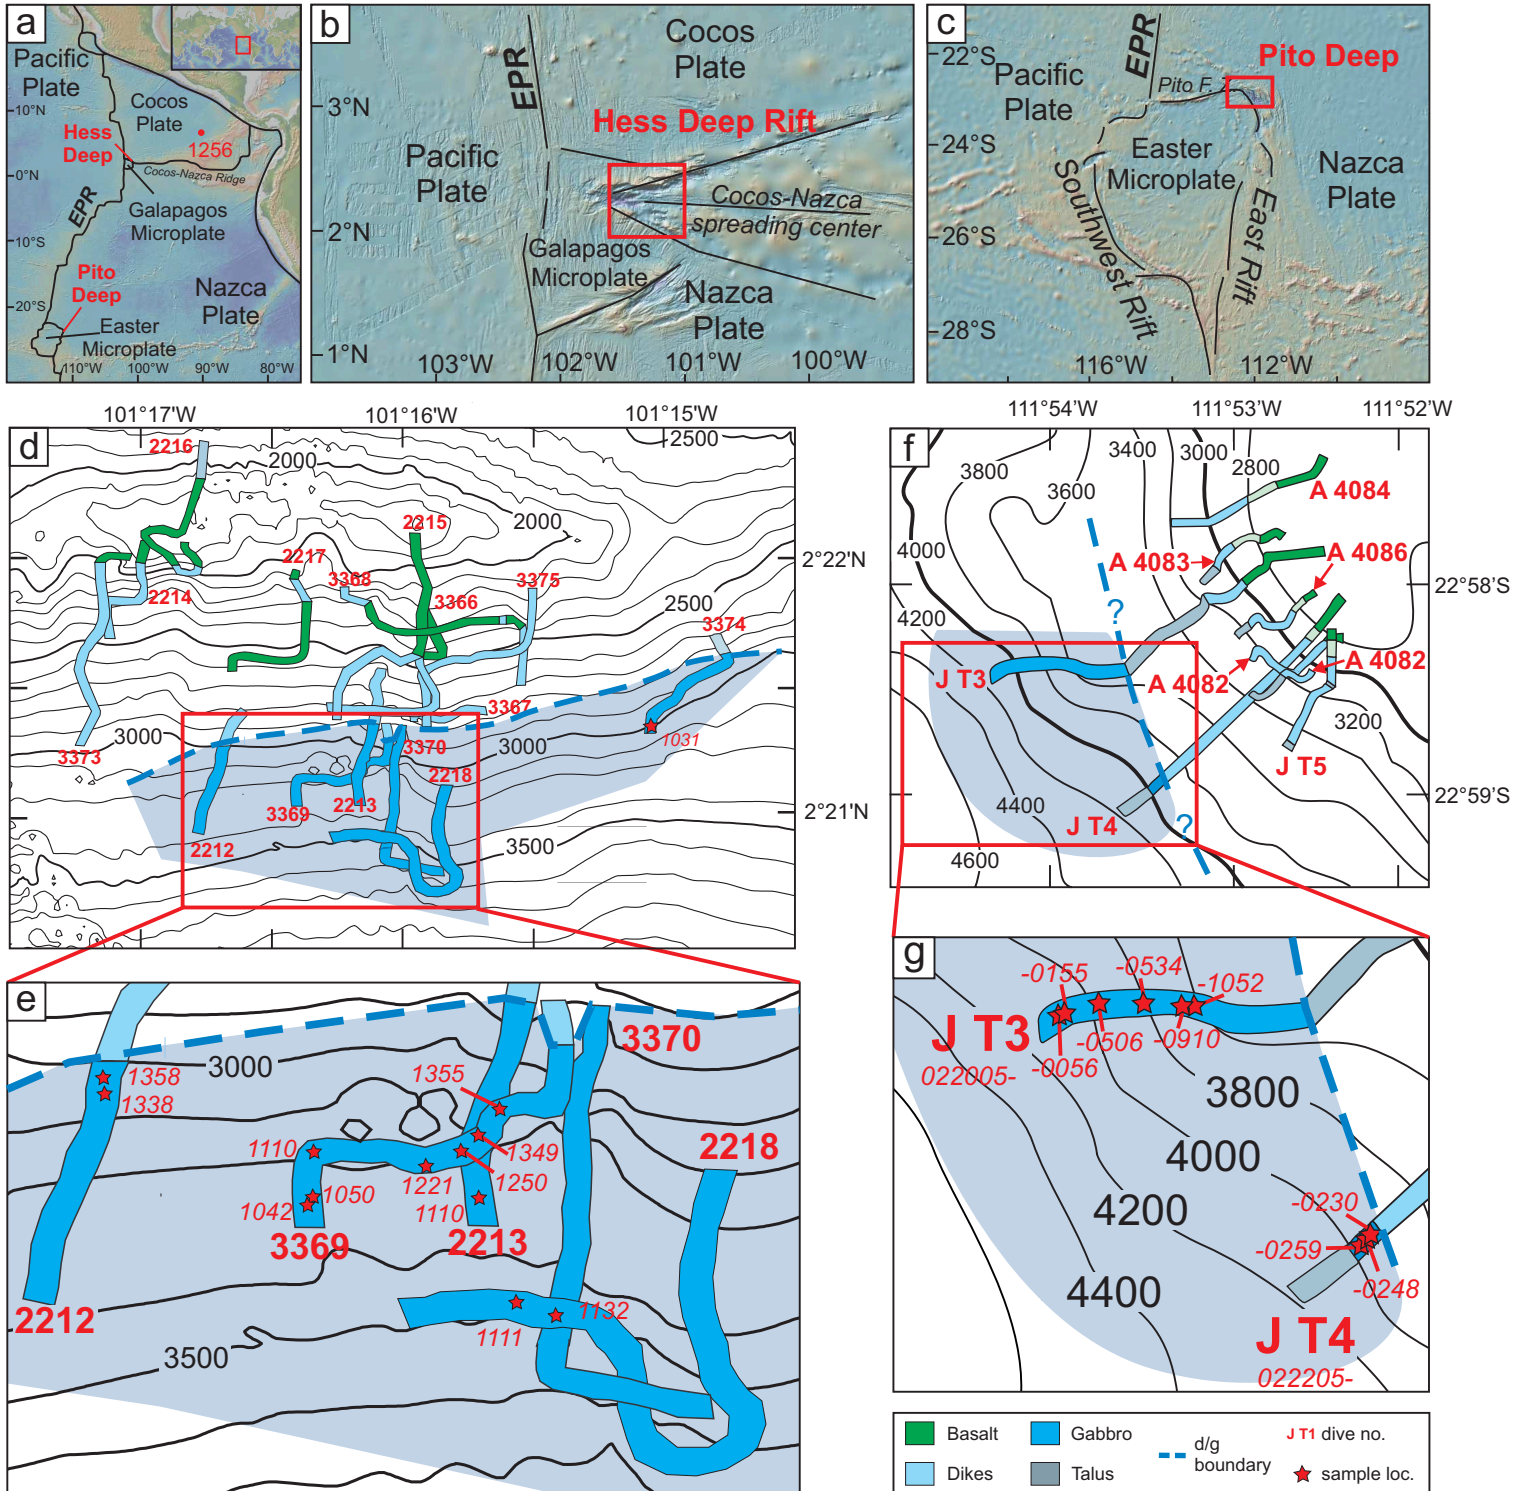 a
Pacific
Plate
10°N
Cocos
Plate
Hess
Deep
1256
0°N
Cocos-Nazca Ridge
EPR
Galapagos
Microplate
10°S
Pito
Deep
Nazca
Plate
20°S
Easter
Microplate
110°W 100°W 90°W 80°W
b
Cocos
Plate
EPR
3°N
Hess Deep Rift
Pacific
Plate
Cocos-Nazca
spreading center
2°N
Galapagos
Microplate
Nazca
Plate
1°N
103°W 102°W 101°W 100°W
c
22°S
Pacific
Plate
EPR
Pito Deep
Pito F. Z.
24°S
Easter
Microplate
Nazca
Plate
Southwest Rift
East Rift
26°S
28°S
116°W 112°W
101°17'W 101°16'W 101°15'W
d
2216
2000
2500
2215
2000
2217
3368
3375
2°22'N
2214
3366
2500
3374
3367
1031
3373
3000
3370
3000
2218
3369
2213
2°21'N
2212
3500
111°54'W 111°53'W 111°52'W
f
3800
3400
3000
2800
3600
A 4084
4000
A 4083
A 4086
22°58'S
?
4200
J T3
A 4082
A 4082
3200
J T5
4400
J T4
?
22°59'S
4600
e
3000
3370
1358
1338
1355
1110
1349
2218
1221
1250
1050
1042
1110
3369
2213
1132
2212
1111
3500
g
-0155
-0534
-1052
J T3
-0506
-0910
022005-
-0056
3800
4000
4200
-0230
-0259
-0248
4400
J T4
022205-
Basalt
Gabbro
d/g
boundary
J T1 dive no.
Dikes
Talus
sample loc.